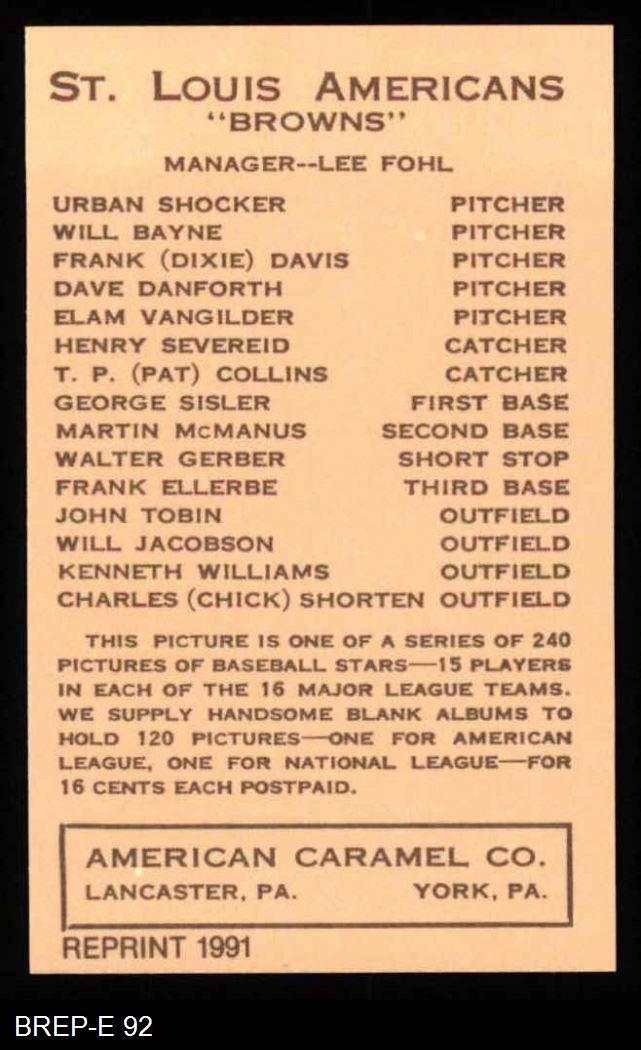 ST. LOUIS AMERICANS
"BROWNS"
MANAGER--LEE FOHL
URBAN SHOCKER PITCHER
WILL BAYNE PITCHER
FRANK (DIXIE) DAVIS PITCHER
DAVE DANFORTH PITCHER
ELAM VANGILDER PITCHER
HENRY SEVEREID CATCHER
T. P. (PAT) COLLINS CATCHER
GEORGE SISLER FIRST BASE
MARTIN McMANUS SECOND BASE
WALTER GERBER SHORT STOP
FRANK ELLERBE THIRD BASE
JOHN TOBIN OUTFIELD
WILL JACOBSON OUTFIELD
KENNETH WILLIAMS OUTFIELD
CHARLES (CHICK) SHORTEN OUTFIELD
THIS PICTURE IS ONE OF A SERIES OF 240
PICTURES OF BASEBALL STARS—15 PLAYERS
IN EACH OF THE 16 MAJOR LEAGUE TEAMS.
WE SUPPLY HANDSOME BLANK ALBUMS TO
HOLD 120 PICTURES—ONE FOR AMERICAN
LEAGUE, ONE FOR NATIONAL LEAGUE—FOR
16 CENTS EACH POSTPAID.
AMERICAN CARAMEL CO.
LANCASTER, PA. YORK, PA.
REPRINT 1991
BREP-E 92